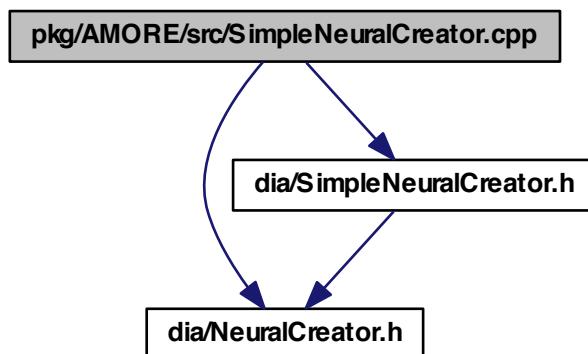 pkg/AMORE/src/SimpleNeuralCreator.cpp
dia/SimpleNeuralCreator.h
dia/NeuralCreator.h